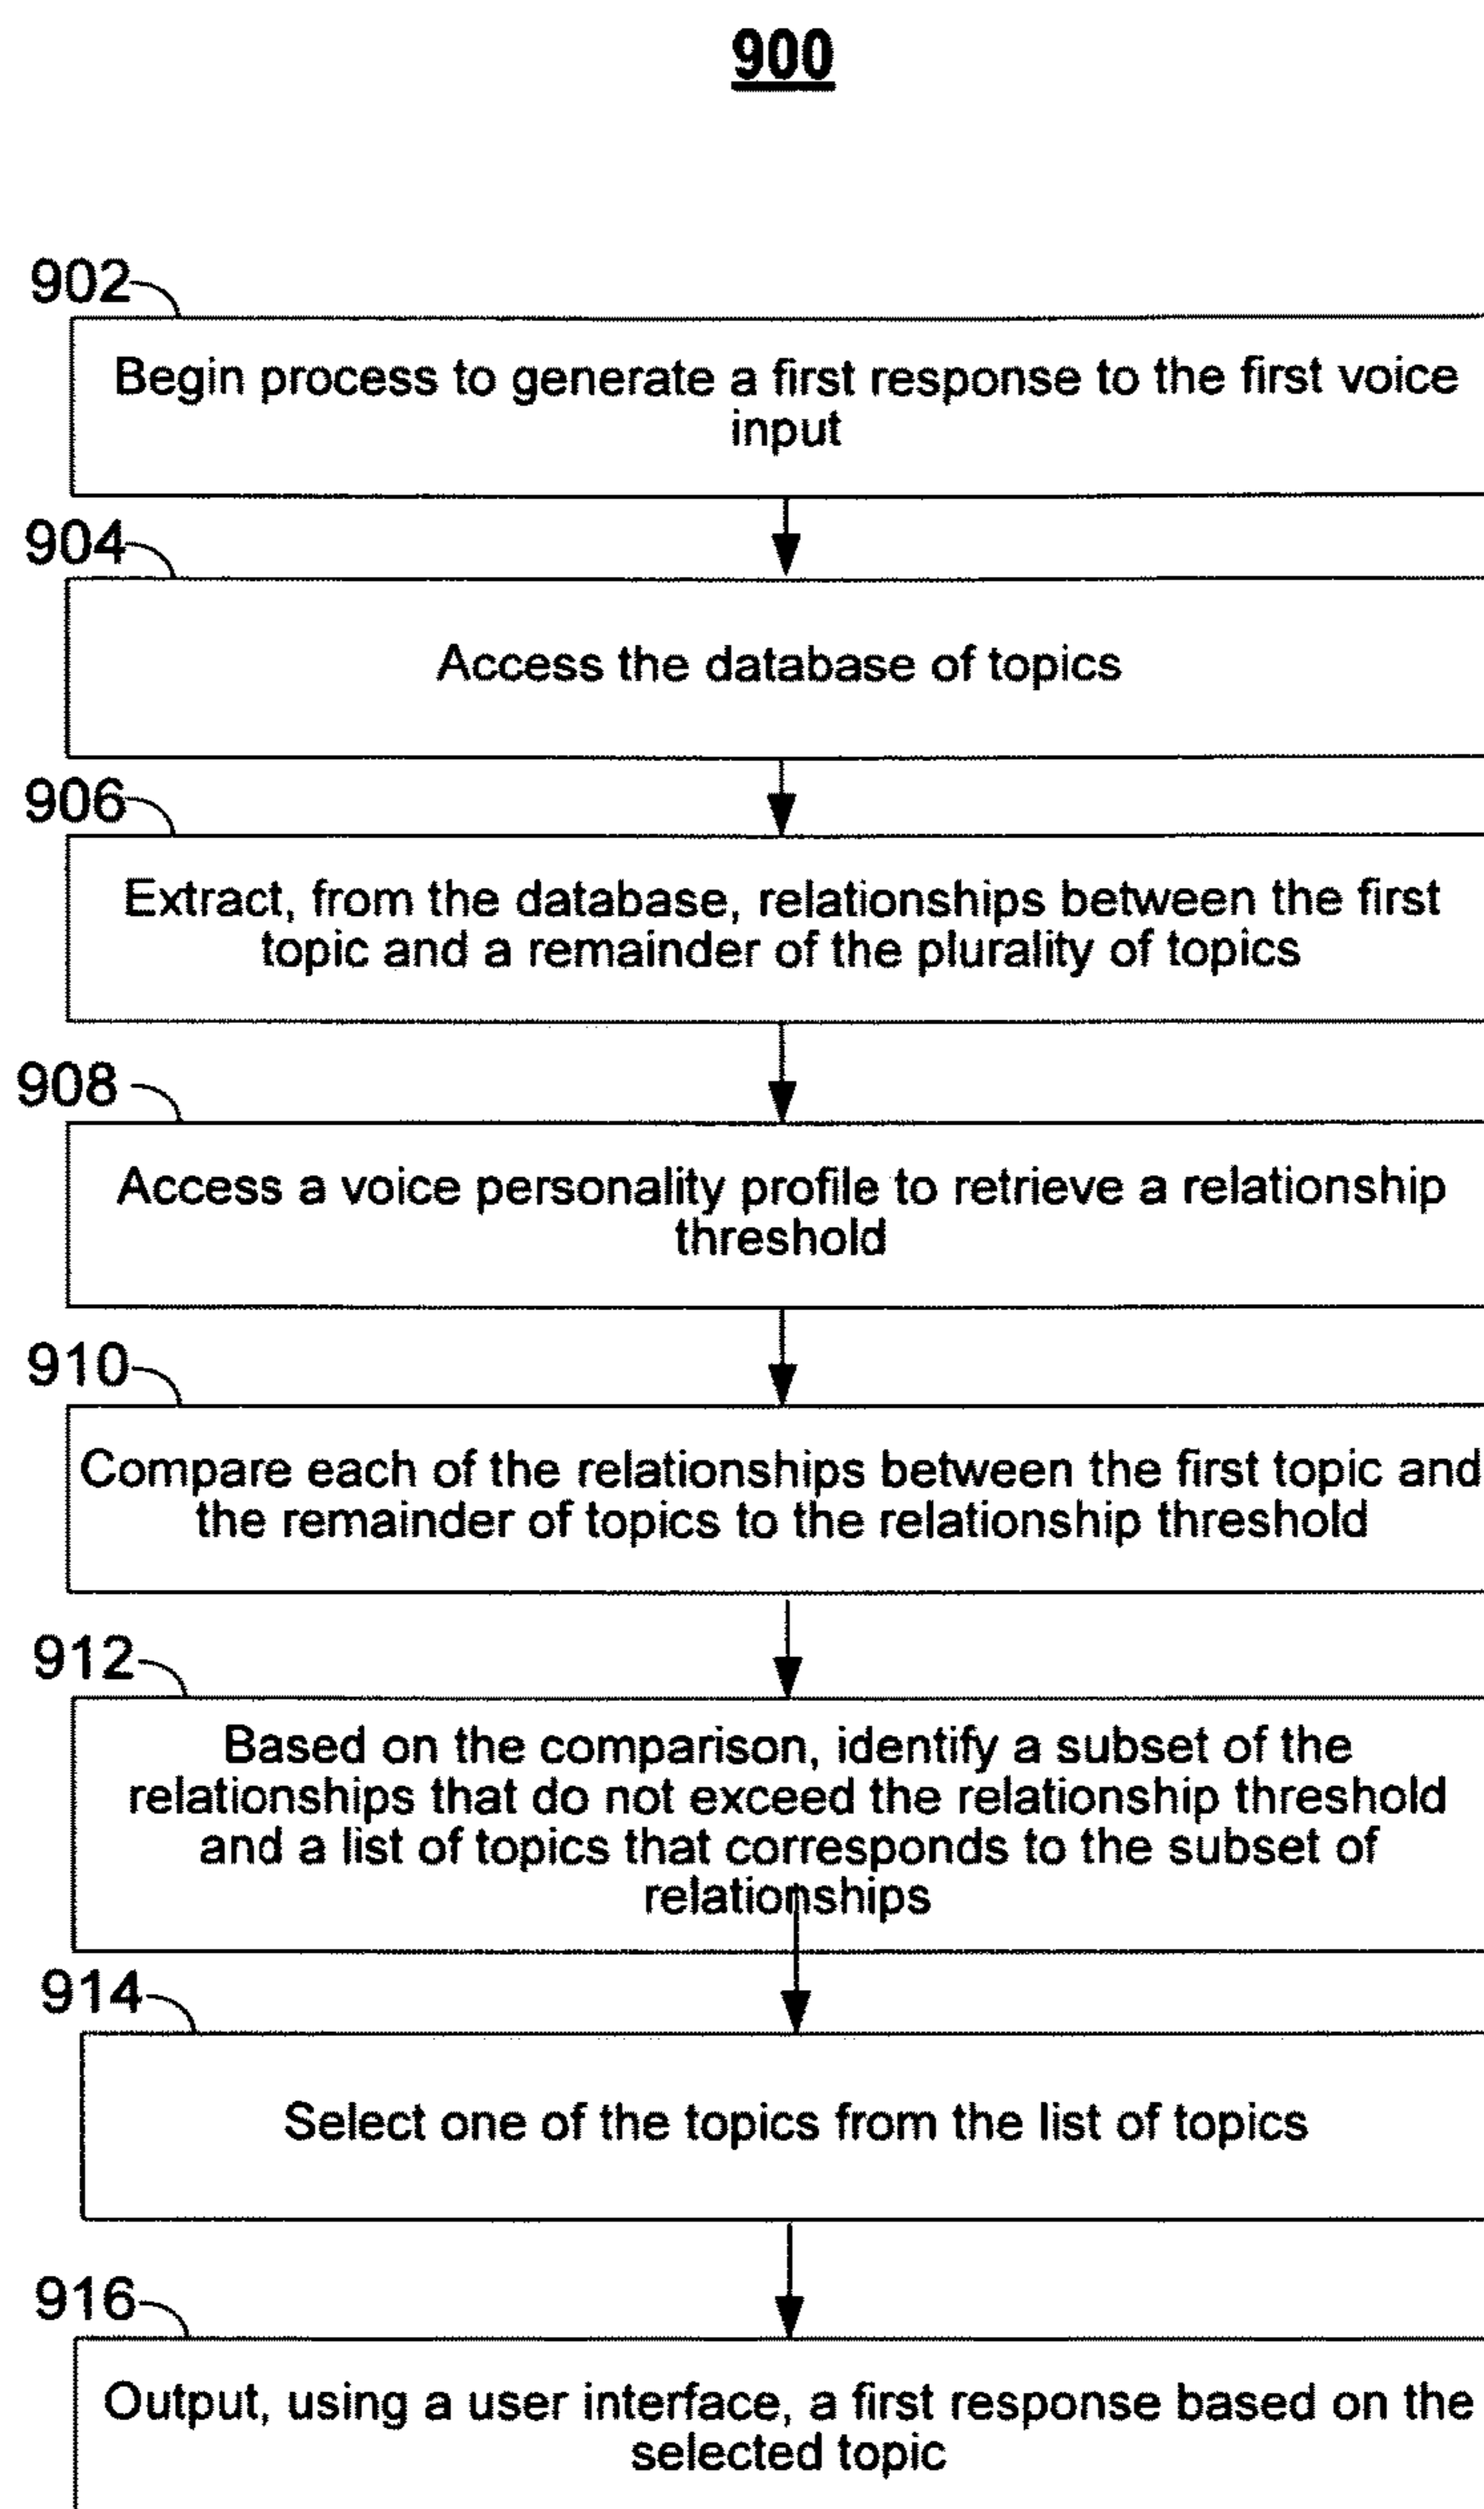 900
902
Begin process to generate a first response to the first voice
input
904
Access the database of topics
906
Extract, from the database, relationships between the first
topic and a remainder of the plurality of topics
908
Access a voice personality profile to retrieve a relationship
threshold
910
Compare each of the relationships between the first topic and
the remainder of topics to the relationship threshold
912
Based on the comparison, identify a subset of the
relationships that do not exceed the relationship threshold
and a list of topics that corresponds to the subset of
relationships
914
Select one of the topics from the list of topics
916
Output, using a user interface, a first response based on the
selected topic